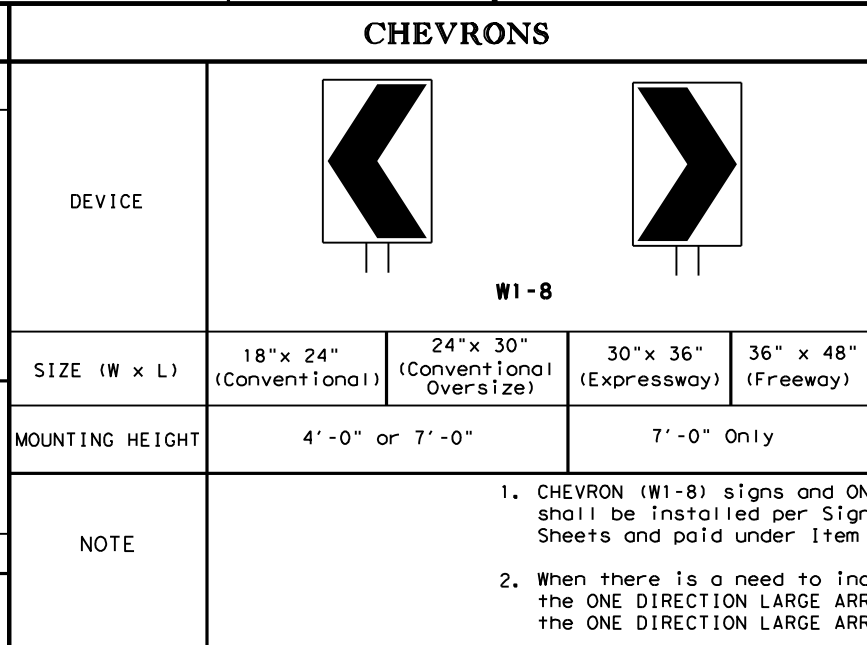 CHEVRONS
DEVICE
W1-8
SIZE (W x L)
18"x 24"
(Conventional)
24"x 30"
(Conventional
Oversize)
30"x 36"
(Expressway)
36" x 48"
(Freeway)
MOUNTING HEIGHT
4'-0" or 7'-0"
7'-0" Only
NOTE
1. CHEVRON (W1-8) signs and
shall be installed per
Sheets and paid under Item
2. When there is a need to
the ONE DIRECTION LARGE
the ONE DIRECTION LARGE